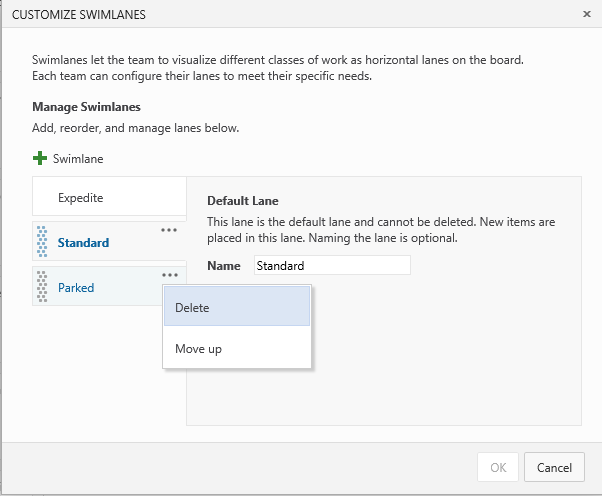 CUSTOMIZE SWIMLANES
Swimlanes let the team to visualize different classes of work as horizontal lanes on the board.
Each team can configure their lanes to meet their specific needs.
Manage Swimlanes
Add, reorder, and manage lanes below.
Swimlane
Expedite
Standard
Parked
Delete
Move up
Default Lane
This lane is the default lane and cannot be deleted. New items are
placed in this lane. Naming the lane is optional.
Name Standard
OK Cancel